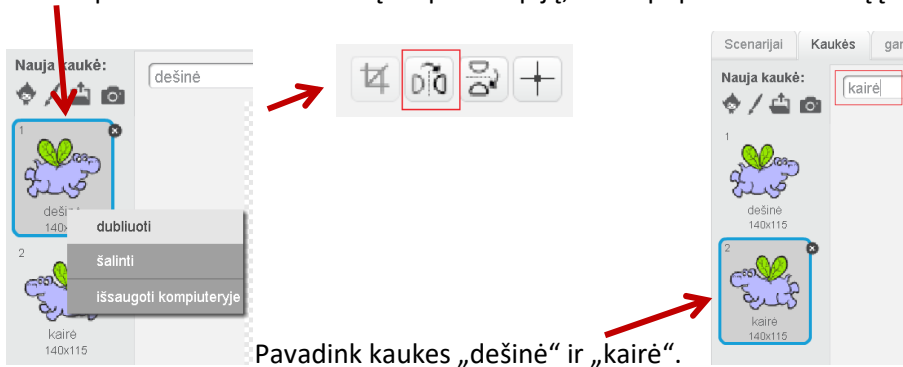 Nauja kaukė:
dešinė
1
dešinė
140x115
dubliuoti
šalinti
išsaugoti kompiuteryje
2
kairė
140x115
Scenarijai Kaukės gar
Nauja kaukė:
kairė
1
dešinė
140x115
2
kairė
140x115
Pavadink kaukes „dešinė“ ir „kairė“.